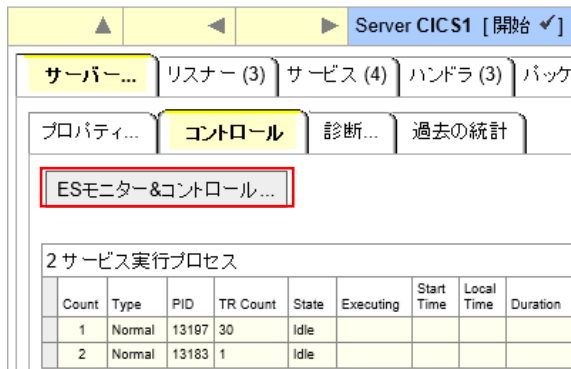 Server CICS1 [開始 ✔]
サーバー... リスナー (3) サービス (4) ハンドラ (3) パッケ
プロパティ... コントロール 診断... 過去の統計
ESモニター&コントロール...
2 サービス実行プロセス
Count Type PID TR Count State Executing Start Time Local Time Duration
1 Normal 13197 30 Idle
2 Normal 13183 1 Idle